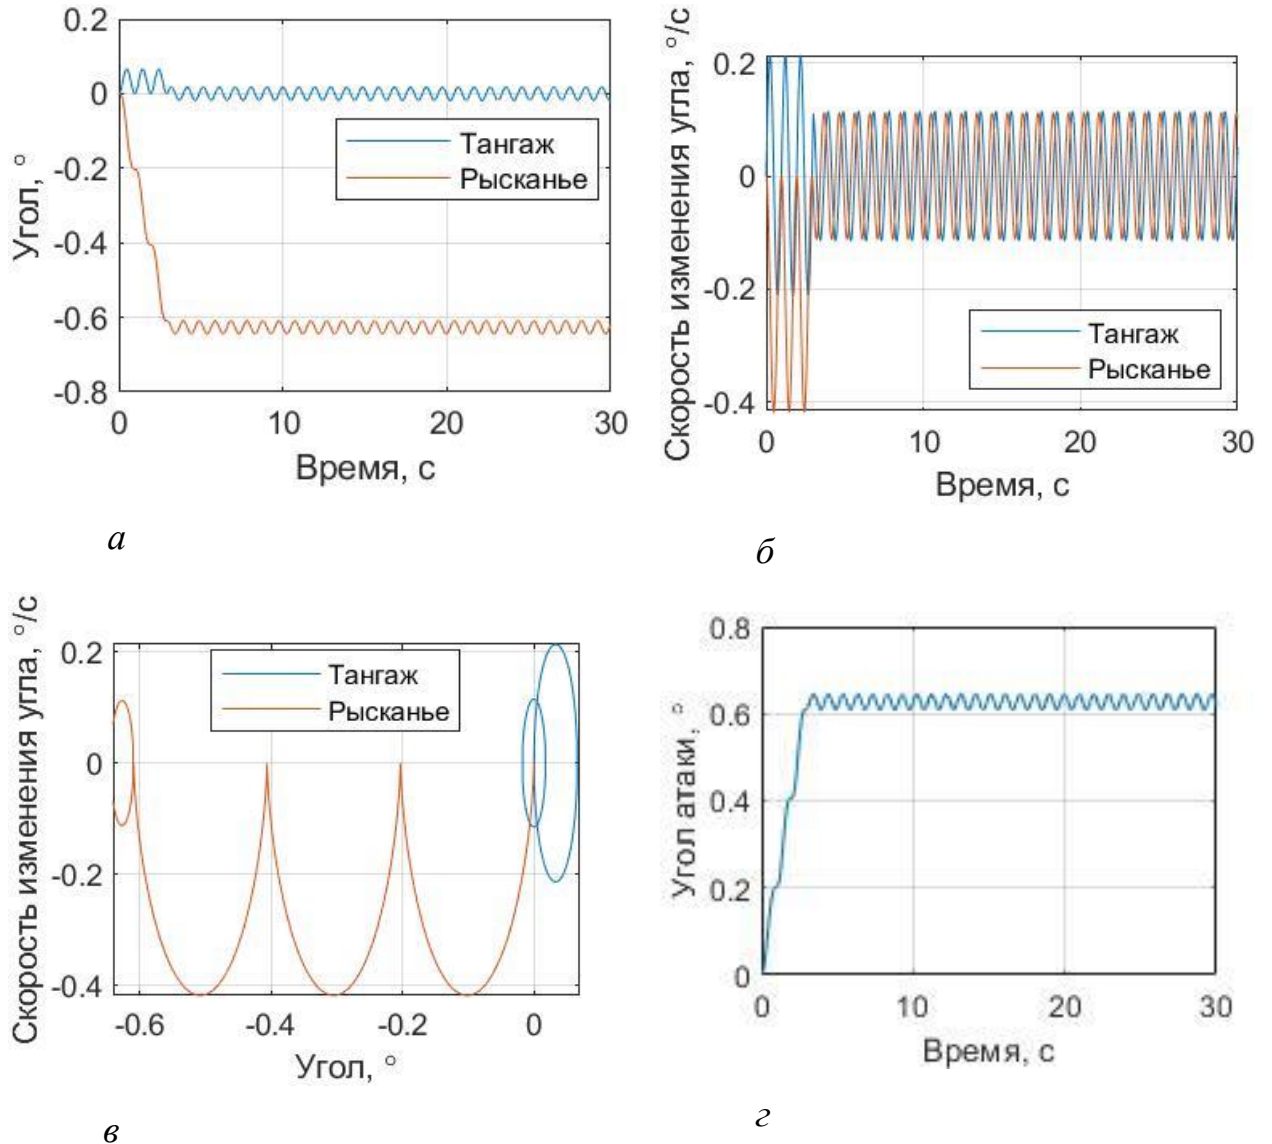 0.2
0
-0.2
-0.4
-0.6
-0.8
Угол, °
Тангаж
Рысканье
0
10
20
30
Время, с
а
0.2
0
-0.2
-0.4
Скорость изменения угла, °/с
Тангаж
Рысканье
0
10
20
30
Время, с
б
0.2
0
-0.2
-0.4
Скорость изменения угла, °/с
Тангаж
Рысканье
-0.6
-0.4
-0.2
0
Угол, °
в
0.8
0.6
0.4
0.2
0
Угол атаки, °
0
10
20
30
Время, с
г